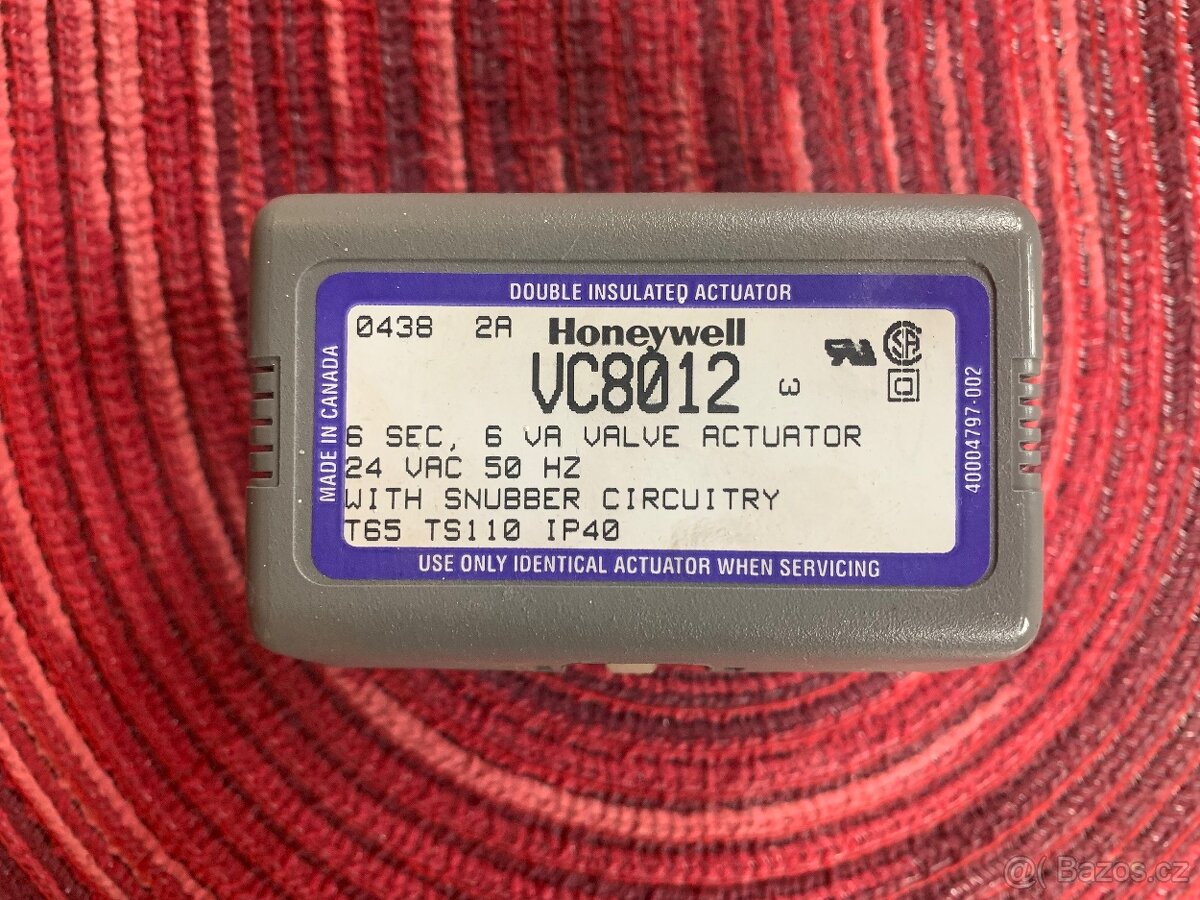 DOUBLE INSULATED ACTUATOR
0438 2A Honeywell
VC8012
6 SEC, 6 VA VALVE ACTUATOR
24 VAC 50 HZ
WITH SNUBBER CIRCUITRY
T65 TS110 IP40
USE ONLY IDENTICAL ACTUATOR WHEN SERVICING
MADE IN CANADA
40004797-002
Bazos.cz